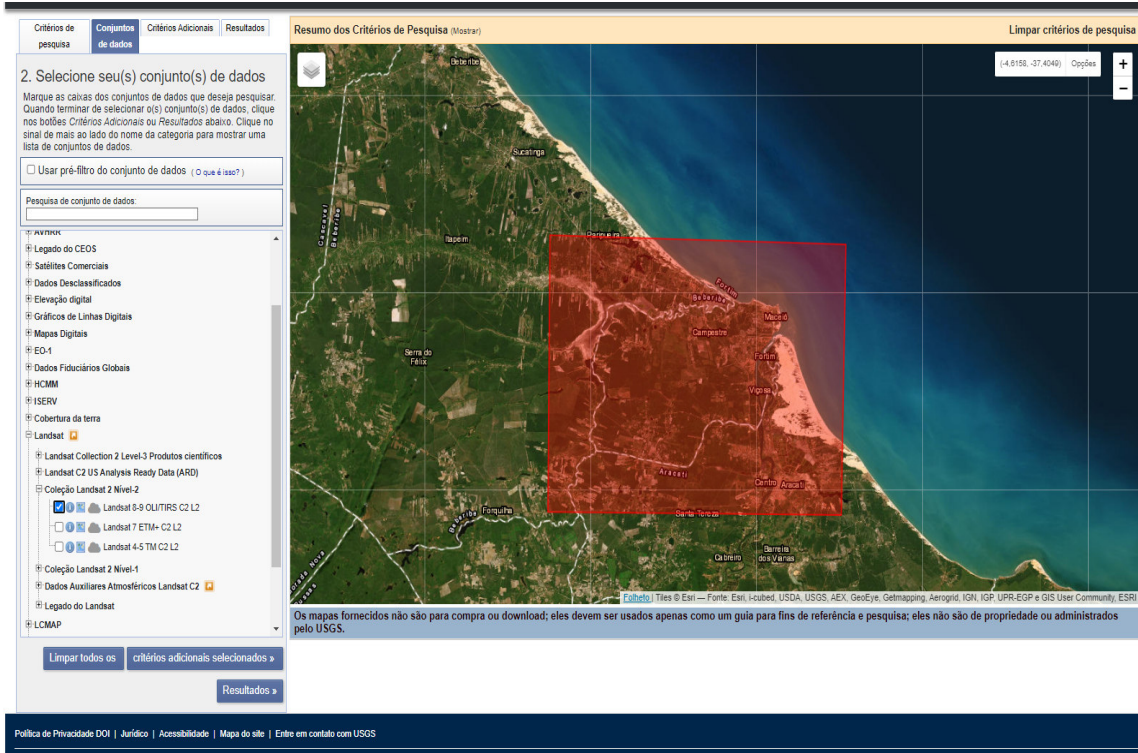 Critérios de pesquisa
Conjuntos de dados
Critérios Adicionais
Resultados
2. Selecione seu(s) conjunto(s) de dados
Marque as caixas dos conjuntos de dados que deseja pesquisar.
Quando terminar de selecionar o(s) conjunto(s) de dados, clique
nos botões Critérios Adicionais ou Resultados abaixo. Clique no
sinal de mais ao lado do nome da categoria para mostrar uma
lista de conjuntos de dados.
Usar pré-filtro do conjunto de dados ( O que é isso? )
Pesquisa de conjunto de dados:
AVHRR
Legado do CEOS
Satélites Comerciais
Dados Desclassificados
Elevação digital
Gráficos de Linhas Digitais
Mapas Digitais
EO-1
Dados Fiduciários Globais
HCMM
ISERV
Cobertura da terra
Landsat
Landsat Collection 2 Level-3 Produtos científicos
Landsat C2 US Analysis Ready Data (ARD)
Coleção Landsat 2 Nível-2
Landsat 8-9 OLI/TIRS C2 L2
Landsat 7 ETM+ C2 L2
Landsat 4-5 TM C2 L2
Coleção Landsat 2 Nível-1
Dados Auxiliares Atmosféricos Landsat C2
Legado do Landsat
LCMAP
Limpar todos os
critérios adicionais selecionados »
Resultados »
Resumo dos Critérios de Pesquisa (Mostrar)
Limpar critérios de pesquisa
(-4,6158, -37,4049) Opções
+
−
Beberibe
Sucatinga
Cascavel
Beberibe
Itapeim
Paripueira
Fortim
Beberibe
Maceió
Campestre
Serra do
Félix
Fortim
Viçosa
Aracati
Centro Aracati
Beberibe
Forquilha
Santa Tereza
Cabreiro
Barreira
dos Vianas
Folheto | Tiles © Esri — Fonte: Esri, i-cubed, USDA, USGS, AEX, GeoEye, Getmapping, Aerogrid, IGN, IGP, UPR-EGP e GIS User Community, ESRI
Os mapas fornecidos não são para compra ou download; eles devem ser usados apenas como um guia para fins de referência e pesquisa; eles não são de propriedade ou administrados
pelo USGS.
Política de Privacidade DOI | Jurídico | Acessibilidade | Mapa do site | Entre em contato com USGS